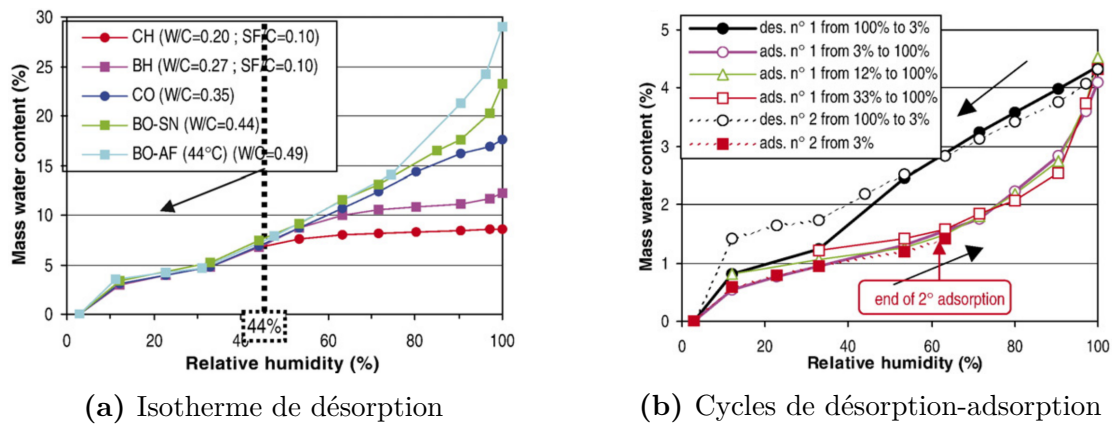 30
25
20
15
10
5
0
Mass water content (%)
CH (W/C=0.20 ; SF/C=0.10)
BH (W/C=0.27 ; SF/C=0.10)
CO (W/C=0.35)
BO-SN (W/C=0.44)
BO-AF (44°C) (W/C=0.49)
44%
0 20 40 60 80 100
Relative humidity (%)
(a) Isotherme de désorption
5
4
3
2
1
0
Mass water content (%)
des. n° 1 from 100% to 3%
ads. n° 1 from 3% to 100%
ads. n° 1 from 12% to 100%
ads. n° 1 from 33% to 100%
des. n° 2 from 100% to 3%
ads. n° 2 from 3%
end of 2° adsorption
0 20 40 60 80 100
Relative humidity (%)
(b) Cycles de désorption-adsorption